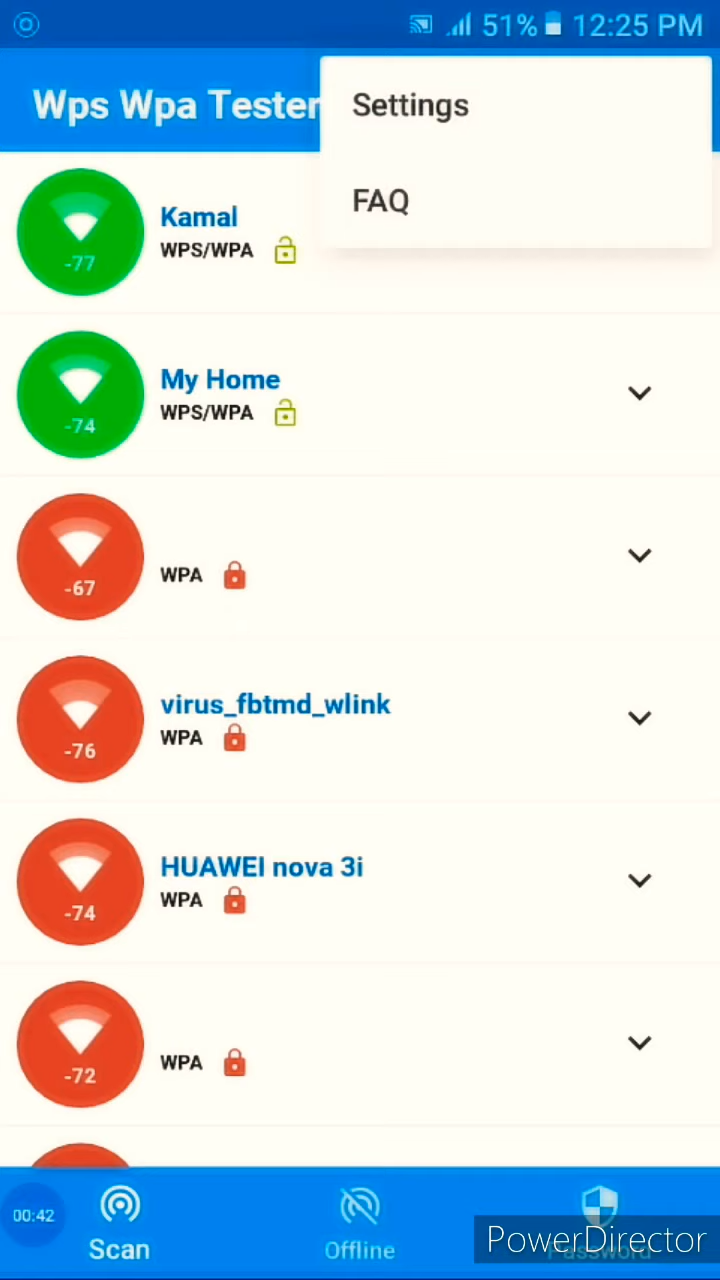 51% 12:25 PM
Wps Wpa Tester
Settings
FAQ
Kamal
WPS/WPA
-77
My Home
WPS/WPA
-74
WPA
-67
virus_fbtmd_wlink
WPA
-76
HUAWEI nova 3i
WPA
-74
WPA
-72
00:42
Scan
Offline
Password
PowerDirector